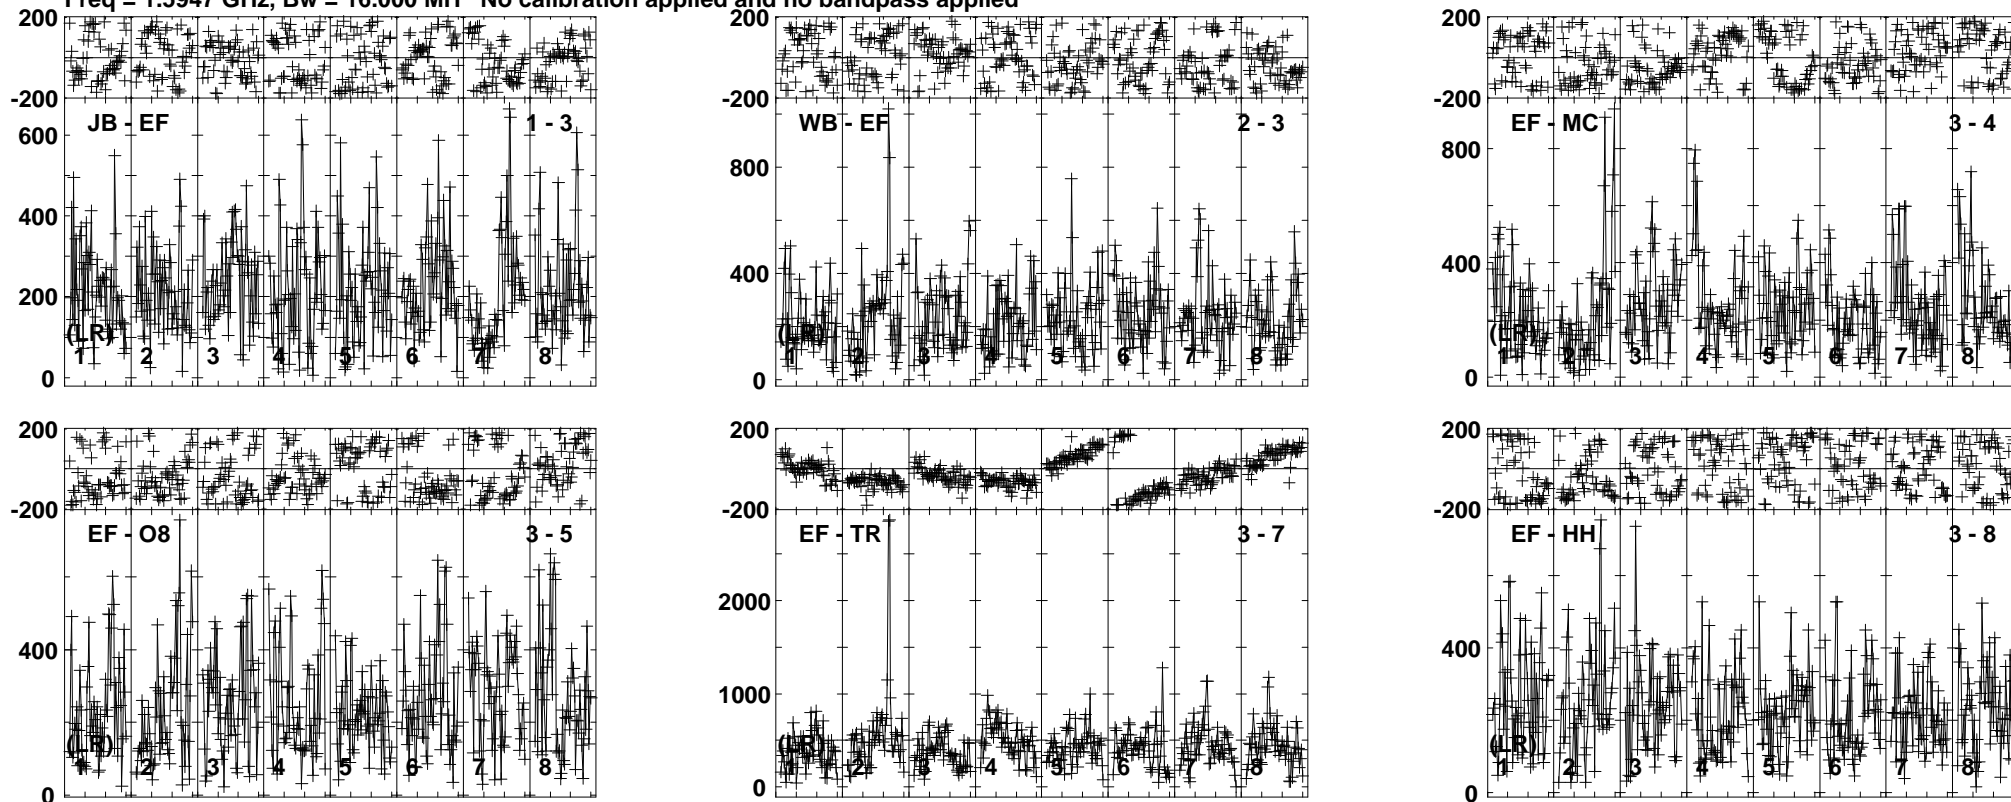 Freq = 1.5947 GHz, Bw = 16.000 MH No calibration applied and no bandpass applied
200 200 200
-200 -200 -200
JB - EF 1 - 3 WB - EF 2 - 3 EF - MC 3 - 4
600 800 800
400 400 400
200
(LR) (LR) (LR)
1 2 3 4 5 6 7 8 1 2 3 4 5 6 7 8 1 2 3 4 5 6 7 8
0 0 0
200 200 200
-200 -200 -200
EF - O8 3 - 5 EF - TR 3 - 7 EF - HH 3 - 8
400 2000 400
1000
(LR) (LR) (LR)
1 2 3 4 5 6 7 8 1 2 3 4 5 6 7 8 1 2 3 4 5 6 7 8
0 0 0